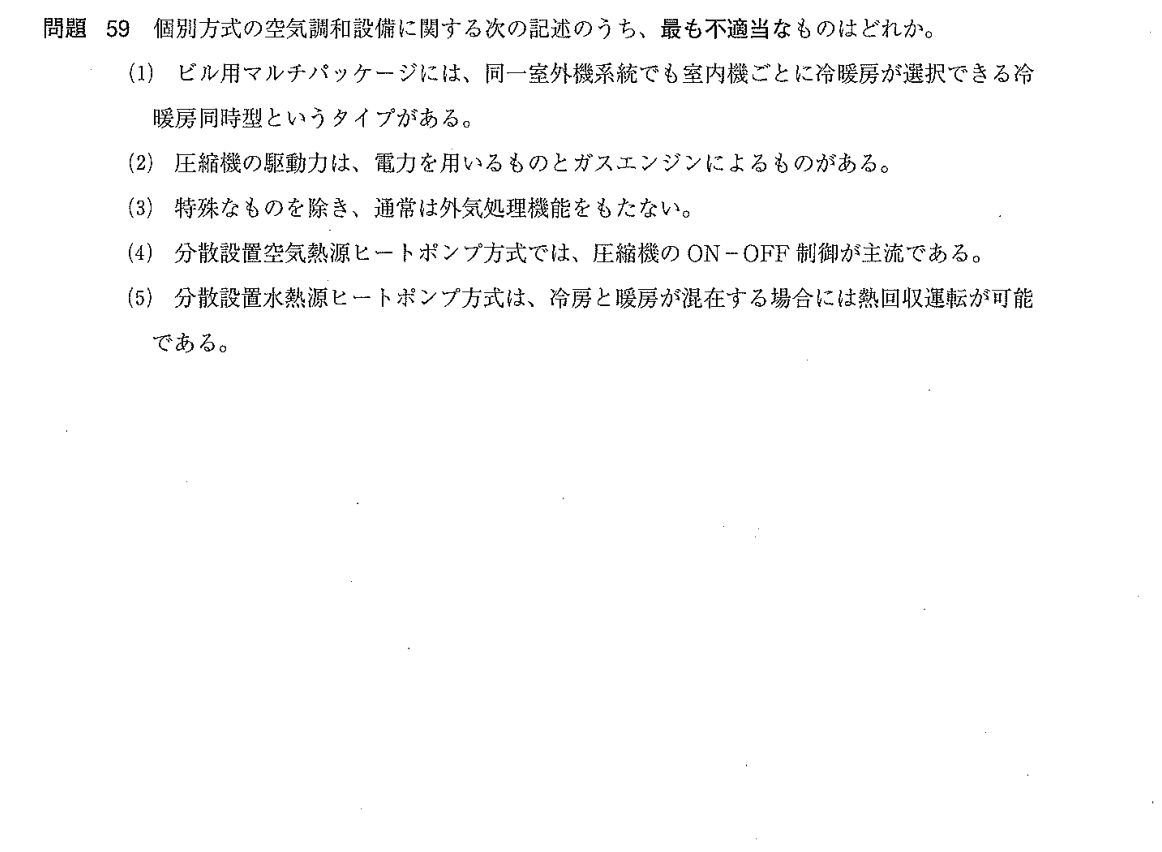 問題 59 個別方式の空気調和設備に関する次の記述のうち、最も不適当なものはどれか。
(1) ビル用マルチパッケージには、同一室外機系統でも室内機ごとに冷暖房が選択できる冷
暖房同時型というタイプがある。
(2) 圧縮機の駆動力は、電力を用いるものとガスエンジンによるものがある。
(3) 特殊なものを除き、通常は外気処理機能をもたない。
(4) 分散設置空気熱源ヒートポンプ方式では、圧縮機の ON-OFF 制御が主流である。
(5) 分散設置水熱源ヒートポンプ方式は、冷房と暖房が混在する場合には熱回収運転が可能
である。